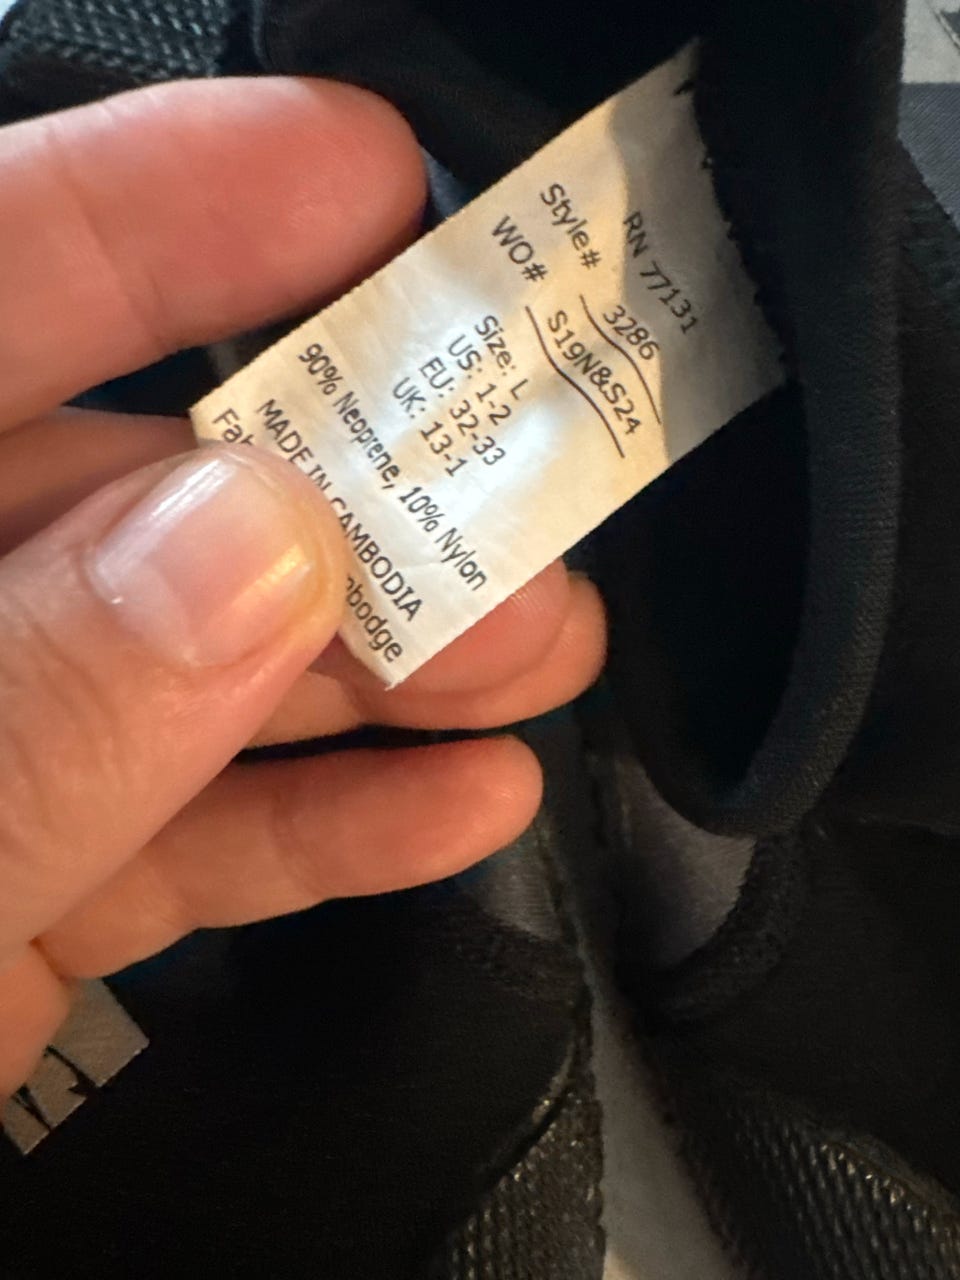 RN 77131
Style# 3286
WO# S19N&S24
Size: L
US: 1-2
EU: 32-33
UK: 13-1
90% Neoprene, 10% Nylon
MADE IN CAMBODIA